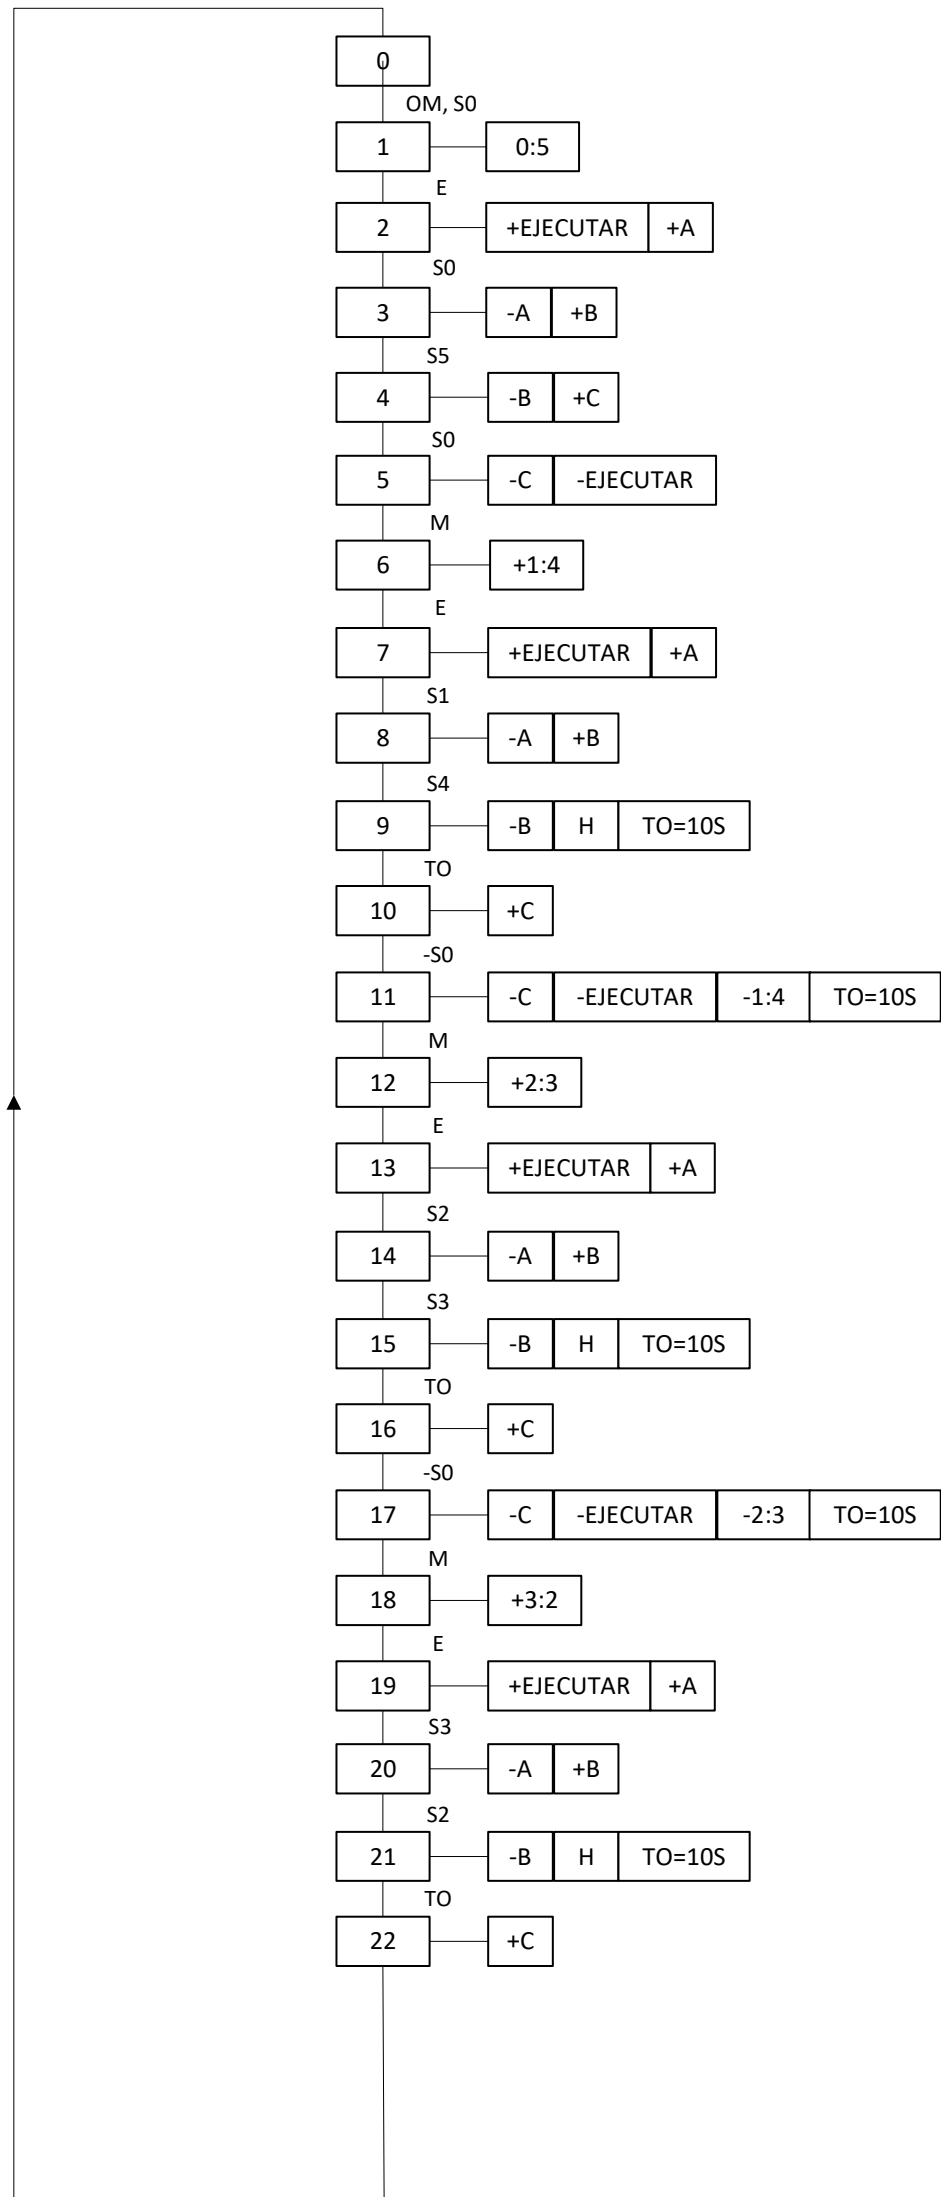 0
OM, S0
1 0:5
E
2 +EJECUTAR +A
S0
3 -A +B
S5
4 -B +C
S0
5 -C -EJECUTAR
M
6 +1:4
E
7 +EJECUTAR +A
S1
8 -A +B
S4
9 -B H TO=10S
TO
10 +C
-S0
11 -C -EJECUTAR -1:4 TO=10S
M
12 +2:3
E
13 +EJECUTAR +A
S2
14 -A +B
S3
15 -B H TO=10S
TO
16 +C
-S0
17 -C -EJECUTAR -2:3 TO=10S
M
18 +3:2
E
19 +EJECUTAR +A
S3
20 -A +B
S2
21 -B H TO=10S
TO
22 +C